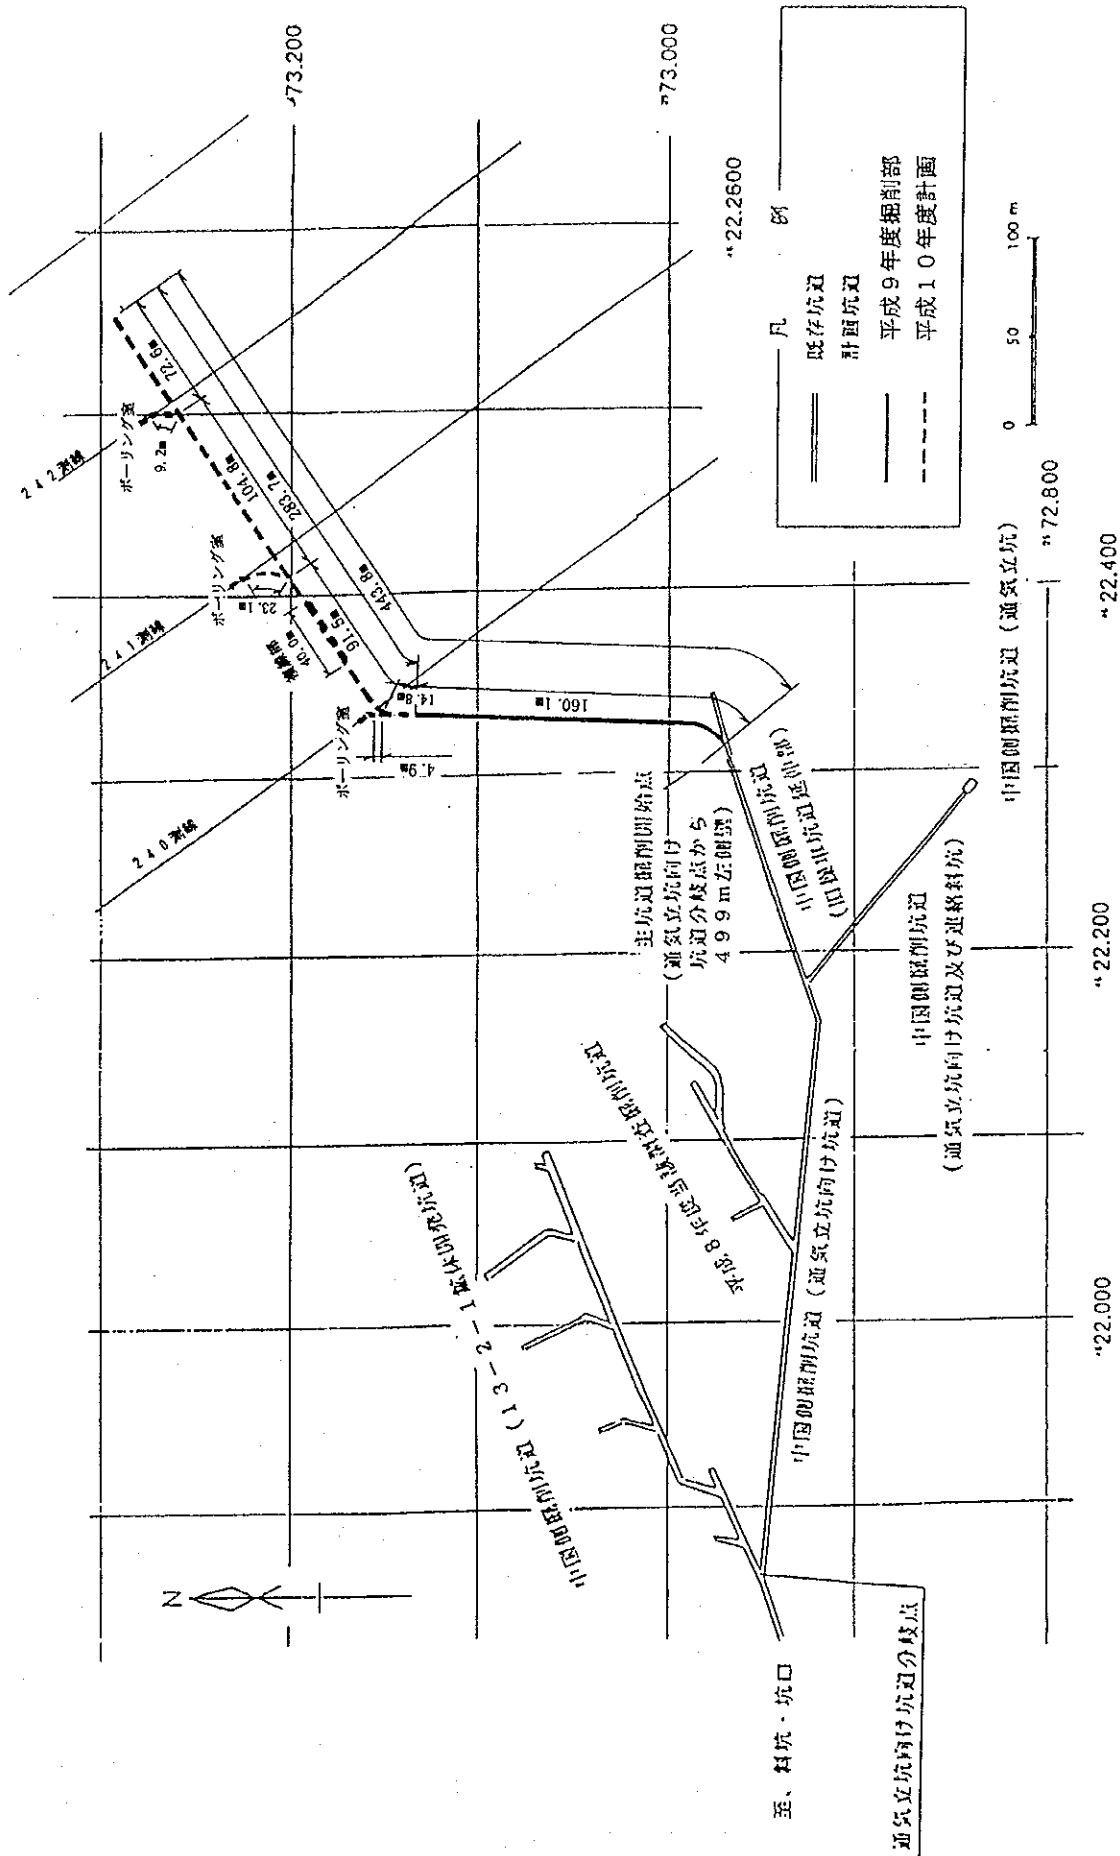 N
242測線
241測線
240測線
ボーリング室
9.2m
ボーリング室
23.1m
ボーリング室
4.9m
複線部
40.0m
72.6m
104.8m
283.7m
443.8m
91.5m
14.8m
160.1m
73.200
73.000
72.800
22.2600
22.400
22.200
22.000
主坑道掘削開始点
(通気立坑向け
坑道分岐点から
499m左側壁)
中国側掘削坑道
中国側掘削坑道(通気立坑)
中国側掘削坑道
(通気立坑向け坑道及び連絡斜坑)
平成8年度当該調査掘削坑道
中国側掘削坑道(通気立坑向け坑道)
中国側掘削坑道(13-2-1鉱体開発坑道)
至、斜坑・坑口
通気立坑向け坑道分岐点
凡 例
既存坑道
計画坑道
平成9年度掘削部
平成10年度計画
0 50 100m